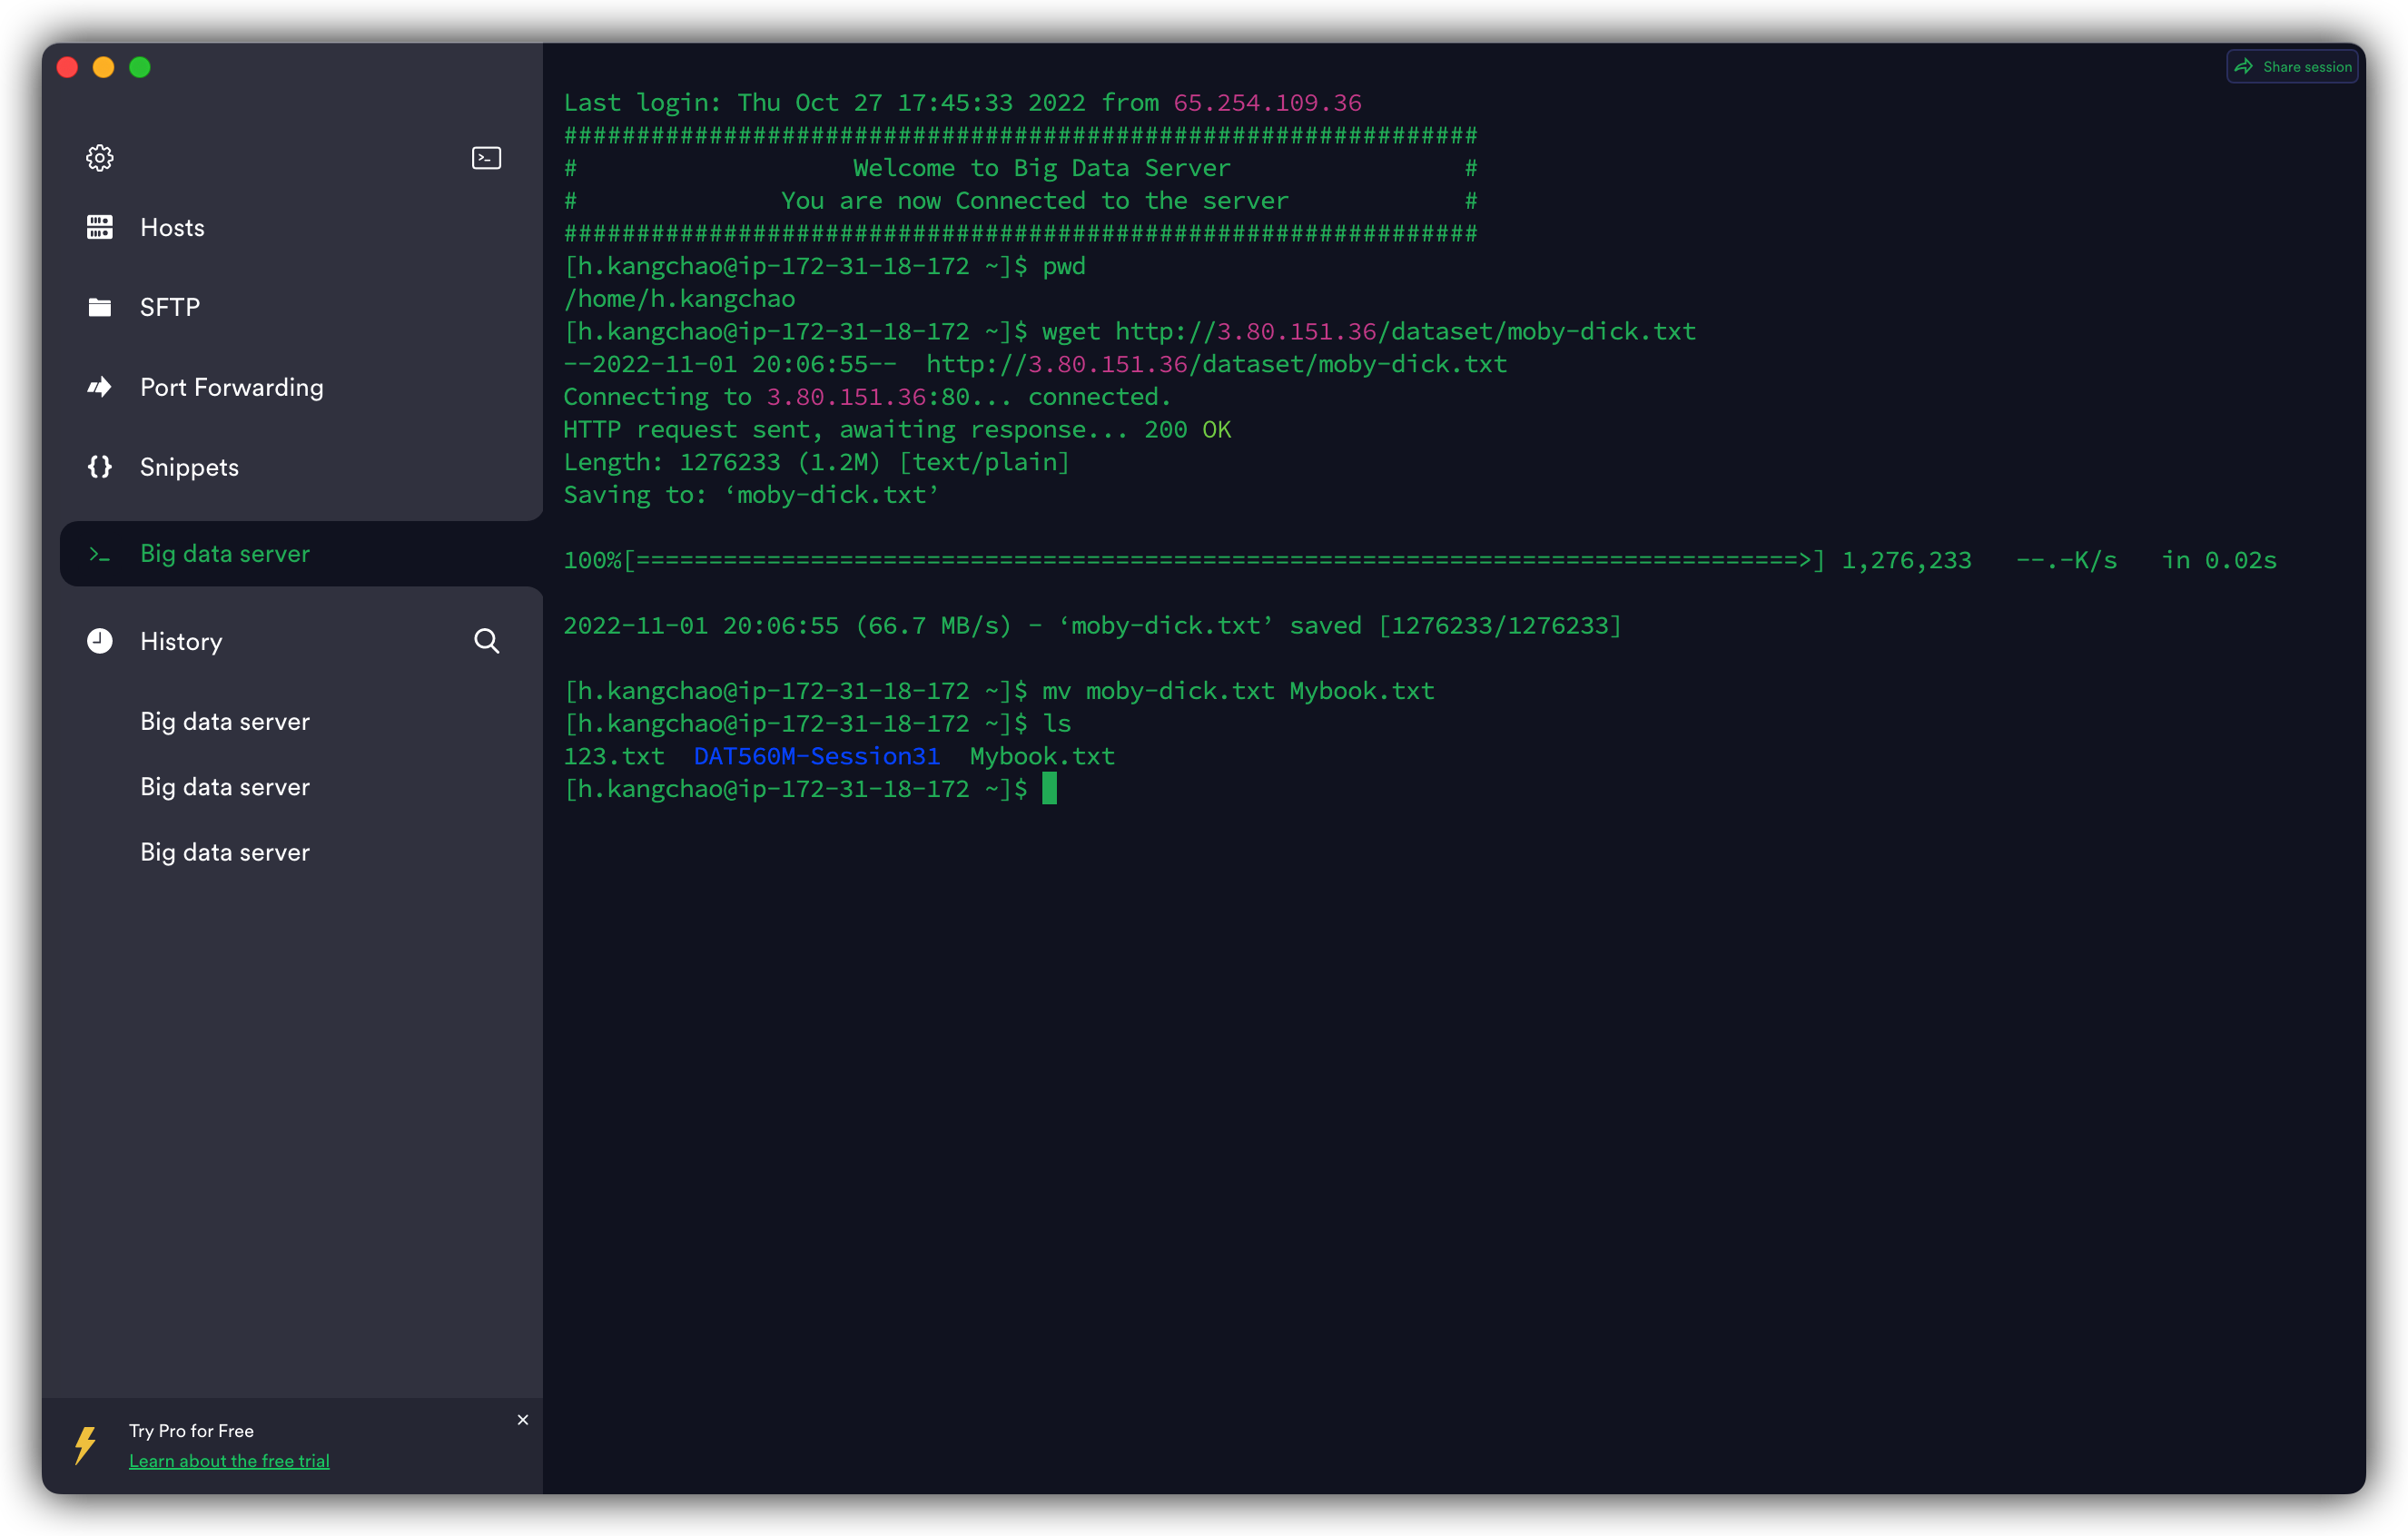 Share session
Hosts
SFTP
Port Forwarding
{} Snippets
>_ Big data server
History
Big data server
Big data server
Big data server
Try Pro for Free
Learn about the free trial
Last login: Thu Oct 27 17:45:33 2022 from 65.254.109.36
###############################################################
#                   Welcome to Big Data Server                #
#              You are now Connected to the server            #
###############################################################
[h.kangchao@ip-172-31-18-172 ~]$ pwd
/home/h.kangchao
[h.kangchao@ip-172-31-18-172 ~]$ wget http://3.80.151.36/dataset/moby-dick.txt
--2022-11-01 20:06:55--  http://3.80.151.36/dataset/moby-dick.txt
Connecting to 3.80.151.36:80... connected.
HTTP request sent, awaiting response... 200 OK
Length: 1276233 (1.2M) [text/plain]
Saving to: ‘moby-dick.txt’
100%[================================================================================>] 1,276,233   --.-K/s   in 0.02s
2022-11-01 20:06:55 (66.7 MB/s) - ‘moby-dick.txt’ saved [1276233/1276233]
[h.kangchao@ip-172-31-18-172 ~]$ mv moby-dick.txt Mybook.txt
[h.kangchao@ip-172-31-18-172 ~]$ ls
123.txt  DAT560M-Session31  Mybook.txt
[h.kangchao@ip-172-31-18-172 ~]$